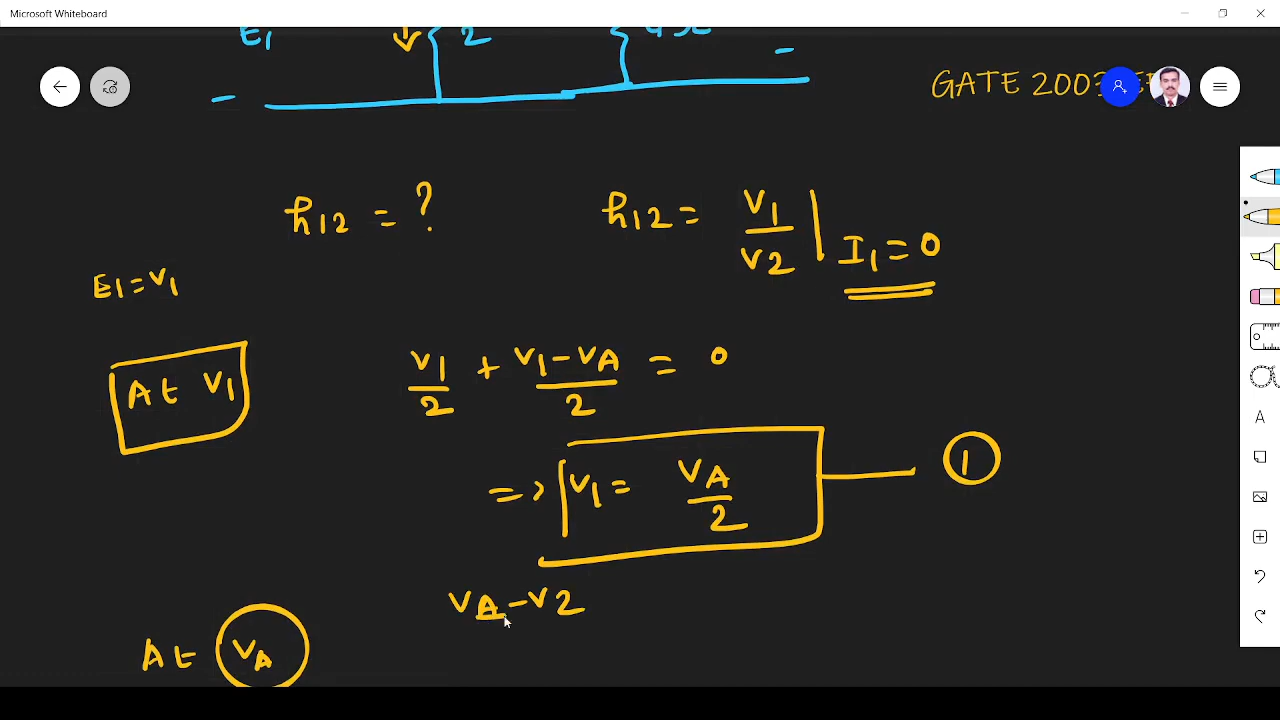 Microsoft Whiteboard
E1 2
GATE 2003
h12 = ? h12 = V1/V2 | I1 = 0
E1 = V1
At V1 V1/2 + V1-VA/2 = 0
=> V1 = VA/2 1
VA-V2
At VA
A